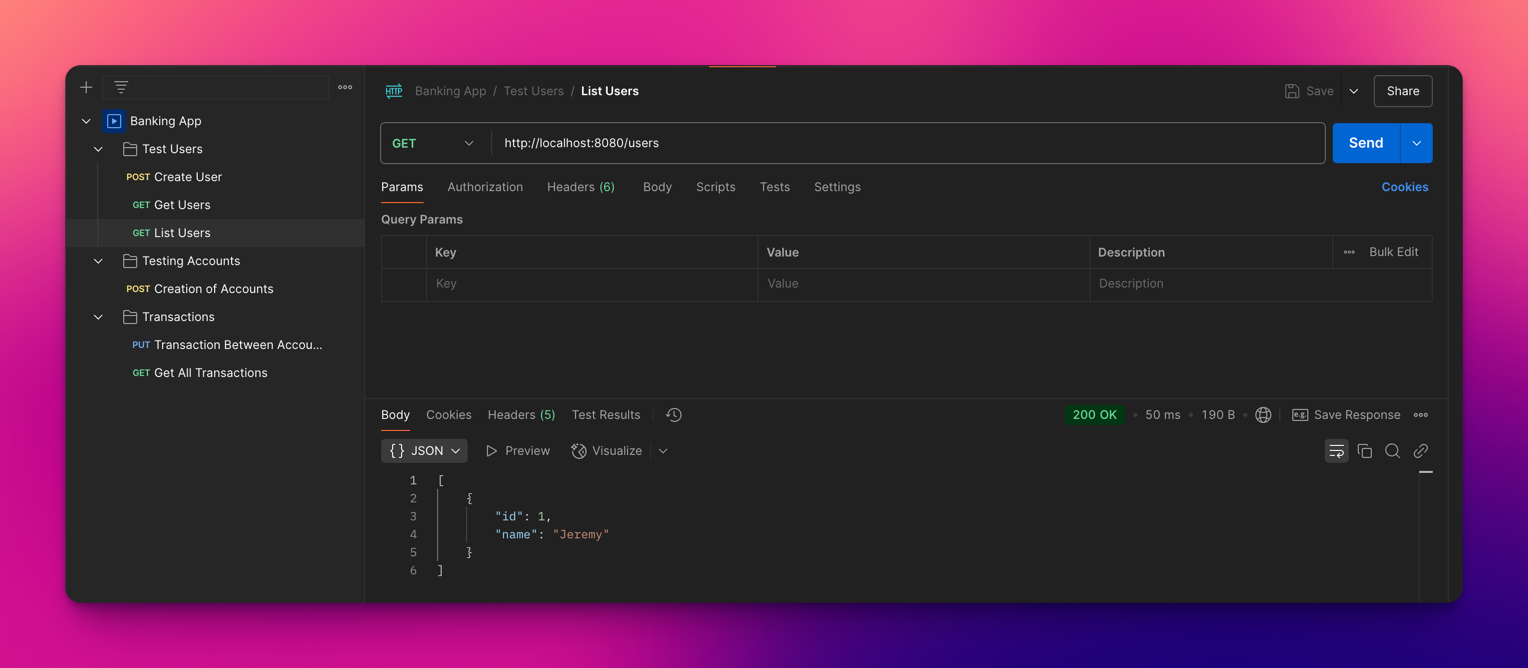 Banking App
Test Users
POST Create User
GET Get Users
GET List Users
Testing Accounts
POST Creation of Accounts
Transactions
PUT Transaction Between Accou...
GET Get All Transactions
HTTP Banking App / Test Users / List Users
Save
Share
GET http://localhost:8080/users
Send
Params Authorization Headers (6) Body Scripts Tests Settings
Cookies
Query Params
Key Value Description Bulk Edit
Key Value Description
Body Cookies Headers (5) Test Results
200 OK • 50 ms • 190 B • e.g. Save Response
{} JSON Preview Visualize
1 [
2 {
3 "id": 1,
4 "name": "Jeremy"
5 }
6 ]